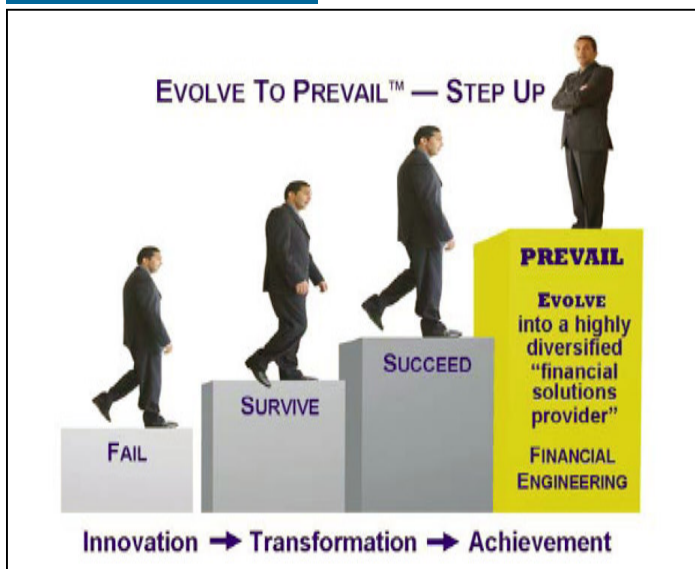 EVOLVE TO PREVAIL™ — STEP UP
FAIL
SURVIVE
SUCCEED
PREVAIL
EVOLVE
into a highly
diversified
“financial
solutions
provider”
FINANCIAL
ENGINEERING
Innovation → Transformation → Achievement